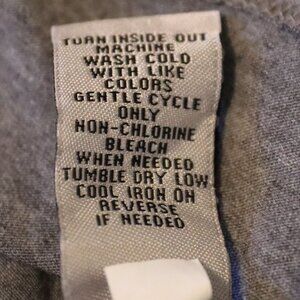 TURN INSIDE OUT
MACHINE
WASH COLD
WITH LIKE
COLORS
GENTLE CYCLE
ONLY
NON-CHLORINE
BLEACH
WHEN NEEDED
TUMBLE DRY LOW
COOL IRON ON
REVERSE
IF NEEDED